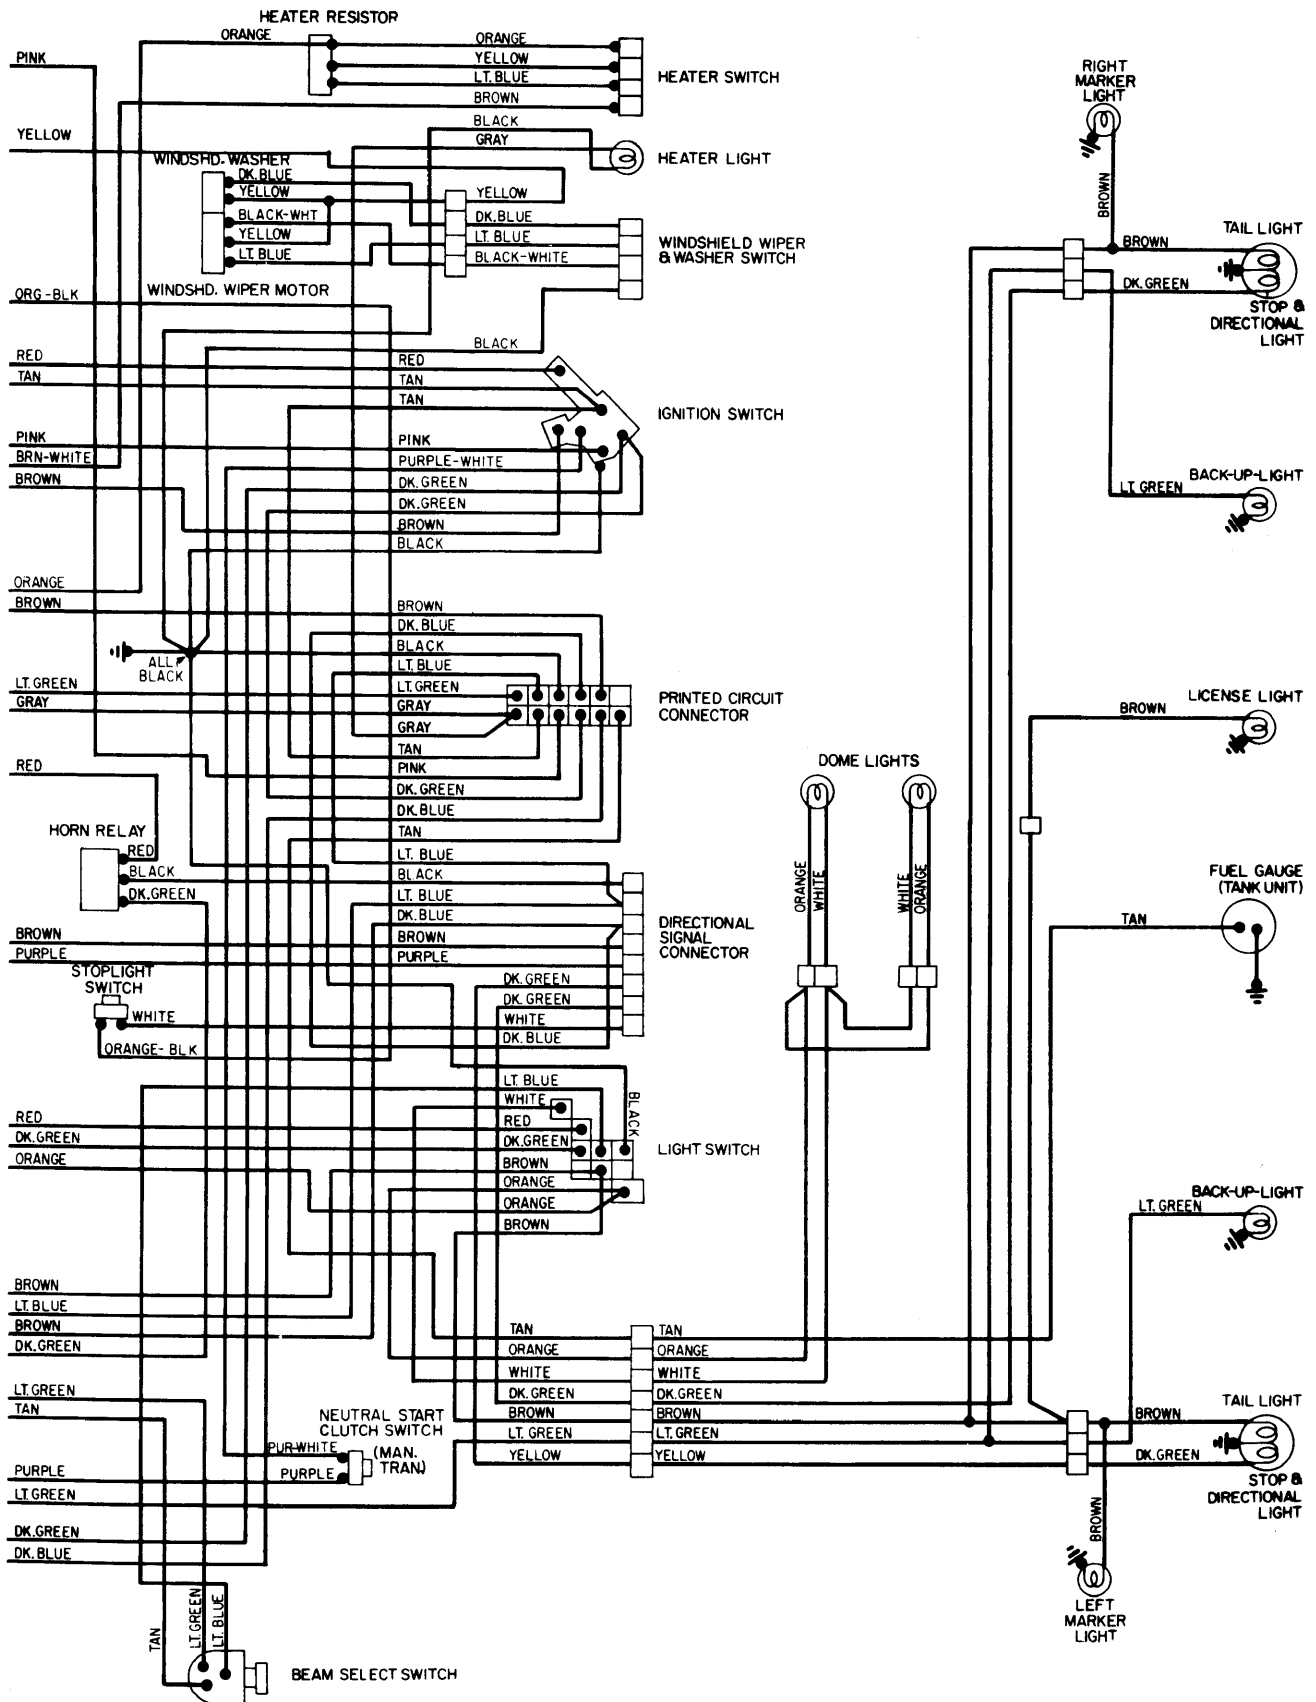 HEATER RESISTOR
ORANGE
ORANGE
PINK
YELLOW
LT. BLUE
HEATER SWITCH
BROWN
RIGHT
MARKER
LIGHT
BLACK
YELLOW
GRAY
HEATER LIGHT
WINDSHD. WASHER
DK. BLUE
YELLOW
YELLOW
BLACK-WHT
DK. BLUE
YELLOW
LT. BLUE
LT. BLUE
BLACK-WHITE
WINDSHIELD WIPER
& WASHER SWITCH
BROWN
TAIL LIGHT
BROWN
DK. GREEN
STOP &
DIRECTIONAL
LIGHT
WINDSHD. WIPER MOTOR
ORG-BLK
BLACK
RED
RED
TAN
TAN
TAN
IGNITION SWITCH
PINK
PINK
BRN-WHITE
PURPLE-WHITE
BROWN
DK. GREEN
DK. GREEN
BROWN
BLACK
BACK-UP-LIGHT
LT. GREEN
ORANGE
BROWN
BROWN
DK. BLUE
BLACK
ALL
BLACK
LT. BLUE
LT. GREEN
LT. GREEN
GRAY
GRAY
GRAY
PRINTED CIRCUIT
CONNECTOR
LICENSE LIGHT
BROWN
TAN
RED
PINK
DK. GREEN
DK. BLUE
TAN
DOME LIGHTS
ORANGE
WHITE
WHITE
ORANGE
HORN RELAY
RED
BLACK
DK. GREEN
LT. BLUE
BLACK
LT. BLUE
DK. BLUE
BROWN
BROWN
PURPLE
PURPLE
DIRECTIONAL
SIGNAL
CONNECTOR
FUEL GAUGE
(TANK UNIT)
TAN
STOPLIGHT
SWITCH
WHITE
ORANGE-BLK
DK. GREEN
DK. GREEN
WHITE
DK. BLUE
LT. BLUE
WHITE
BLACK
RED
RED
DK. GREEN
DK. GREEN
ORANGE
BROWN
ORANGE
ORANGE
BROWN
LIGHT SWITCH
BACK-UP-LIGHT
LT. GREEN
BROWN
LT. BLUE
BROWN
DK. GREEN
TAN
TAN
ORANGE
ORANGE
WHITE
WHITE
DK. GREEN
DK. GREEN
BROWN
BROWN
LT. GREEN
LT. GREEN
YELLOW
YELLOW
LT. GREEN
TAN
NEUTRAL START
CLUTCH SWITCH
(MAN.
TRAN.)
PUR-WHITE
PURPLE
PURPLE
LT. GREEN
DK. GREEN
DK. BLUE
TAIL LIGHT
BROWN
DK. GREEN
STOP &
DIRECTIONAL
LIGHT
BROWN
LEFT
MARKER
LIGHT
TAN
LT. GREEN
LT. BLUE
BEAM SELECT SWITCH